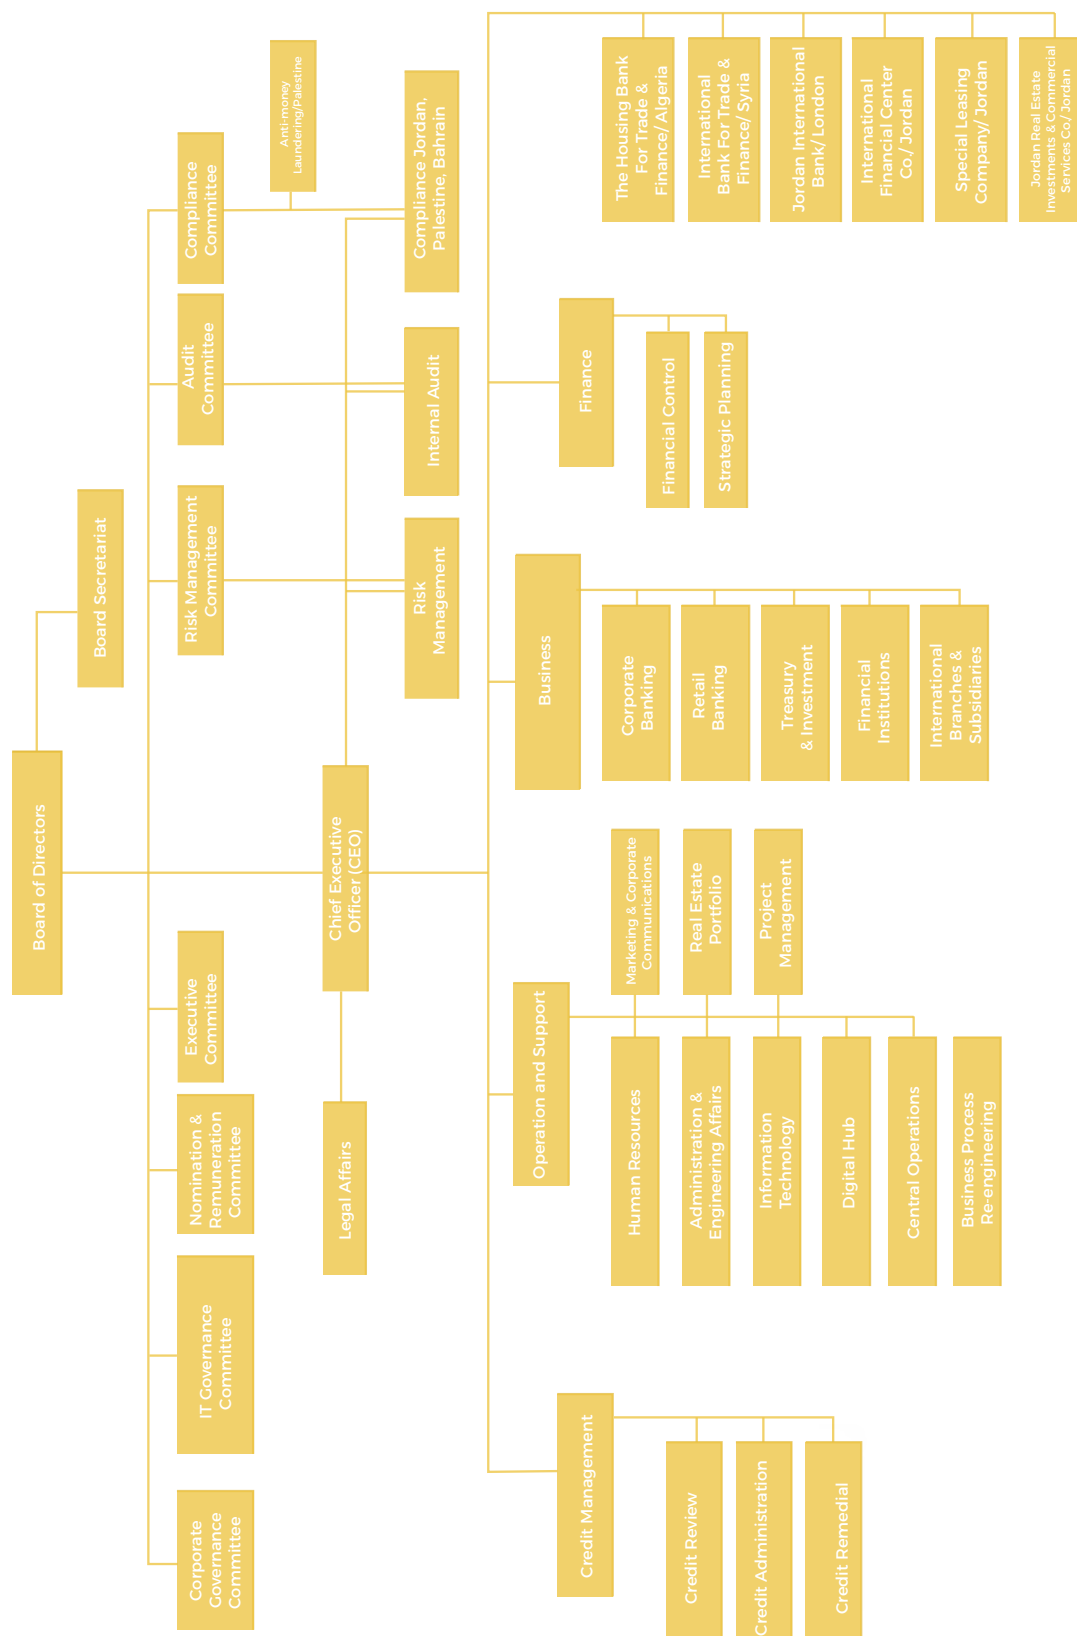 Board of Directors
Board Secretariat
Corporate
Governance
Committee
IT Governance
Committee
Nomination &
Remuneration
Committee
Executive
Committee
Risk Management
Committee
Audit
Committee
Compliance
Committee
Anti-money
Laundering/Palestine
Legal Affairs
Chief Executive
Officer (CEO)
Risk
Management
Internal Audit
Compliance Jordan,
Palestine, Bahrain
Credit Management
Credit Review
Credit Administration
Credit Remedial
Operation and Support
Human Resources
Marketing & Corporate
Communications
Administration &
Engineering Affairs
Real Estate
Portfolio
Information
Technology
Project
Management
Digital Hub
Central Operations
Business Process
Re-engineering
Business
Corporate
Banking
Retail
Banking
Treasury
& Investment
Financial
Institutions
International
Branches &
Subsidiaries
Finance
Financial Control
Strategic Planning
The Housing Bank
For Trade &
Finance/ Algeria
International
Bank For Trade &
Finance/ Syria
Jordan International
Bank/ London
International
Financial Center
Co / Jordan
Special Leasing
Company/ Jordan
Jordan Real Estate
Investments & Commercial
Services Co / Jordan